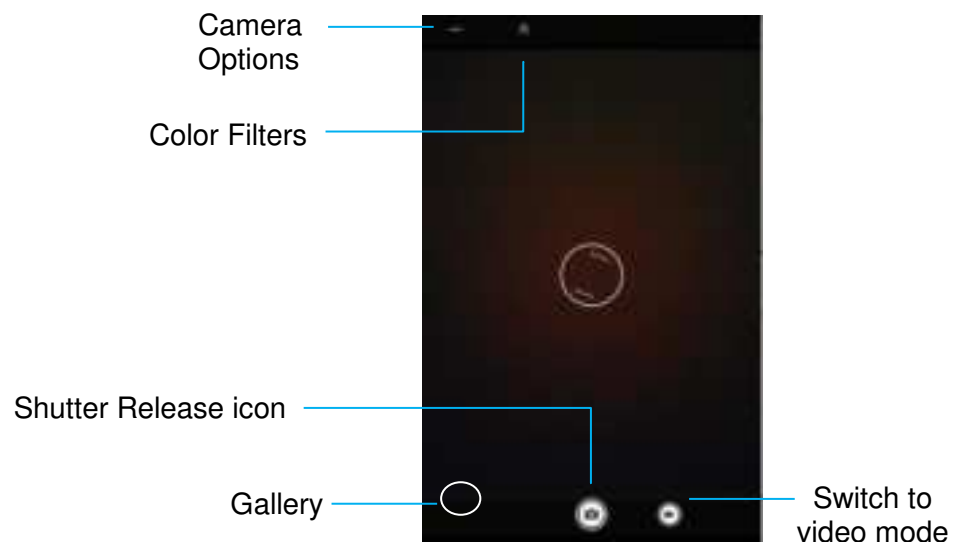 Camera
Options
Color Filters
Shutter Release icon
Gallery
Switch to
video mode